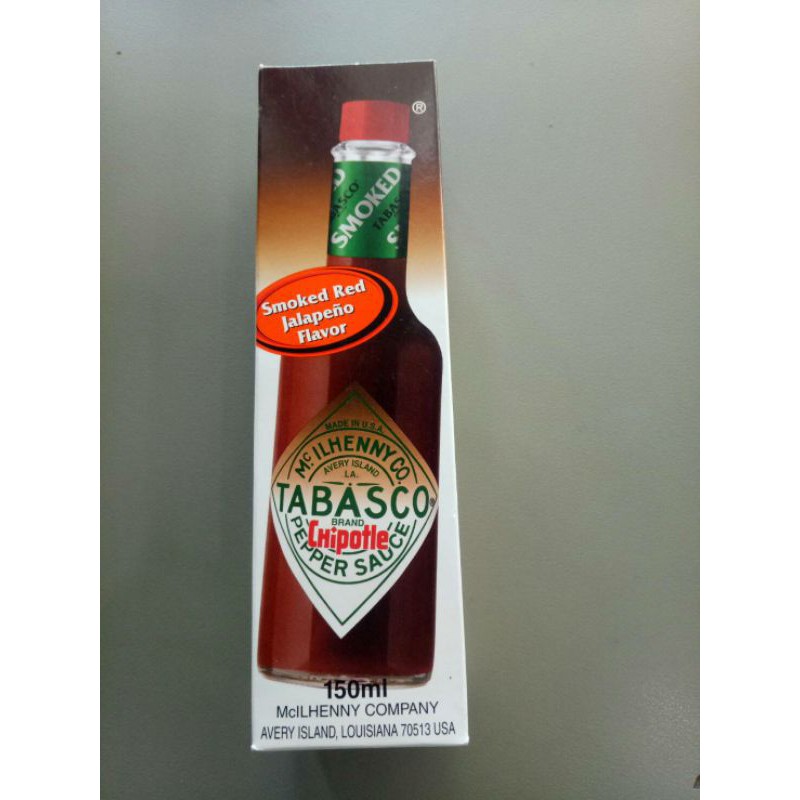 ®
SMOKED
TABASCO
Smoked Red
Jalapeño
Flavor
MADE IN U.S.A.
McILHENNY CO.
AVERY ISLAND
LA.
TABASCO
BRAND
CHipotle
PEPPER SAUCE
150ml
McILHENNY COMPANY
AVERY ISLAND, LOUISIANA 70513 USA